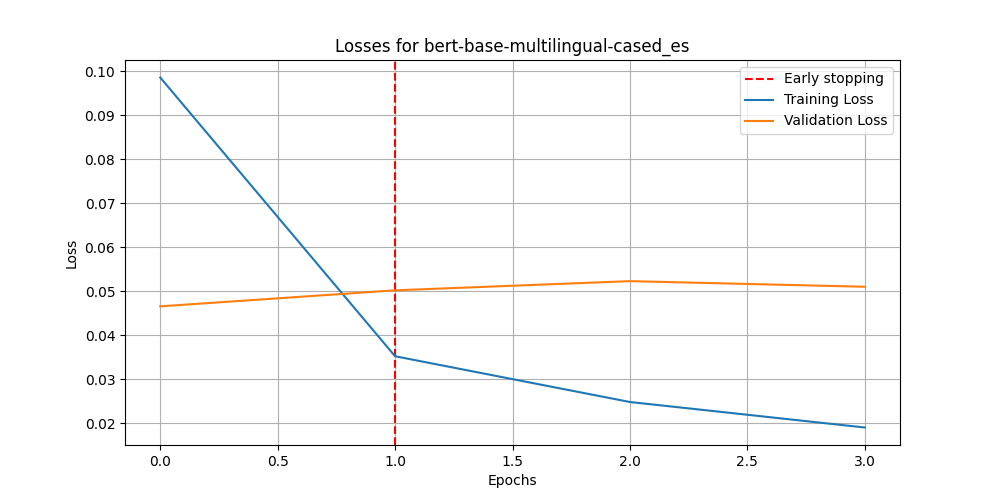 Losses for bert-base-multilingual-cased_es
Early stopping
Training Loss
Validation Loss
Loss
0.10
0.09
0.08
0.07
0.06
0.05
0.04
0.03
0.02
0.0 0.5 1.0 1.5 2.0 2.5 3.0
Epochs